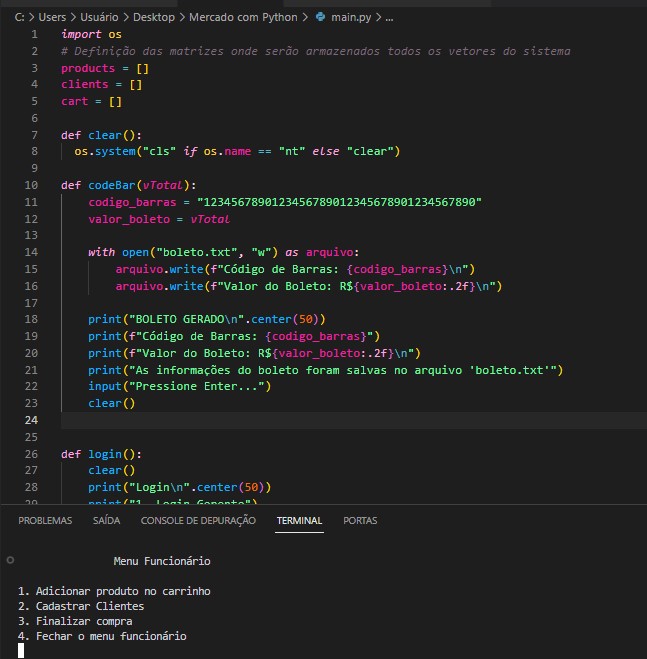 C: > Users > Usuário > Desktop > Mercado com Python > main.py > ...
1 import os
2 # Definição das matrizes onde serão armazenados todos os vetores do sistema
3 products = []
4 clients = []
5 cart = []
6
7 def clear():
8 os.system("cls" if os.name == "nt" else "clear")
9
10 def codeBar(vTotal):
11 codigo_barras = "1234567890123456789012345678901234567890"
12 valor_boleto = vTotal
13
14 with open("boleto.txt", "w") as arquivo:
15 arquivo.write(f"Código de Barras: {codigo_barras}\n")
16 arquivo.write(f"Valor do Boleto: R${valor_boleto:.2f}\n")
17
18 print("BOLETO GERADO\n".center(50))
19 print(f"Código de Barras: {codigo_barras}")
20 print(f"Valor do Boleto: R${valor_boleto:.2f}\n")
21 print("As informações do boleto foram salvas no arquivo 'boleto.txt'")
22 input("Pressione Enter...")
23 clear()
24
25
26 def login():
27 clear()
28 print("Login\n".center(50))
29 print("1. Login Gerente")
PROBLEMAS SAÍDA CONSOLE DE DEPURAÇÃO TERMINAL PORTAS
Menu Funcionário
1. Adicionar produto no carrinho
2. Cadastrar Clientes
3. Finalizar compra
4. Fechar o menu funcionário